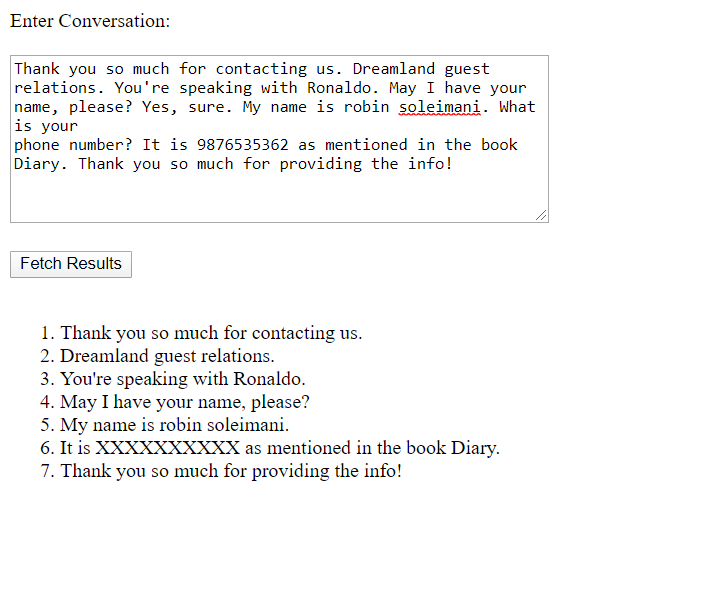 Enter Conversation:
Thank you so much for contacting us. Dreamland guest
relations. You're speaking with Ronaldo. May I have your
name, please? Yes, sure. My name is robin soleimani. What
is your
phone number? It is 9876535362 as mentioned in the book
Diary. Thank you so much for providing the info!
Fetch Results
1. Thank you so much for contacting us.
2. Dreamland guest relations.
3. You're speaking with Ronaldo.
4. May I have your name, please?
5. My name is robin soleimani.
6. It is XXXXXXXXXX as mentioned in the book Diary.
7. Thank you so much for providing the info!